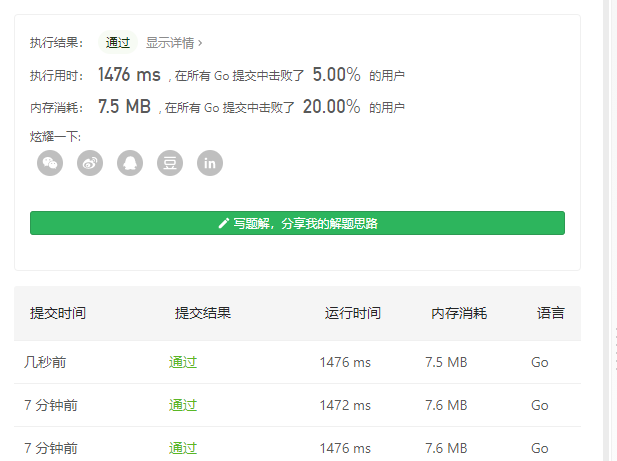 执行结果： 通过 显示详情 ›
执行用时： 1476 ms , 在所有 Go 提交中击败了 5.00% 的用户
内存消耗： 7.5 MB , 在所有 Go 提交中击败了 20.00% 的用户
炫耀一下:
豆 in
写题解，分享我的解题思路
提交时间 提交结果 运行时间 内存消耗 语言
几秒前 通过 1476 ms 7.5 MB Go
7 分钟前 通过 1472 ms 7.6 MB Go
7 分钟前 通过 1476 ms 7.6 MB Go